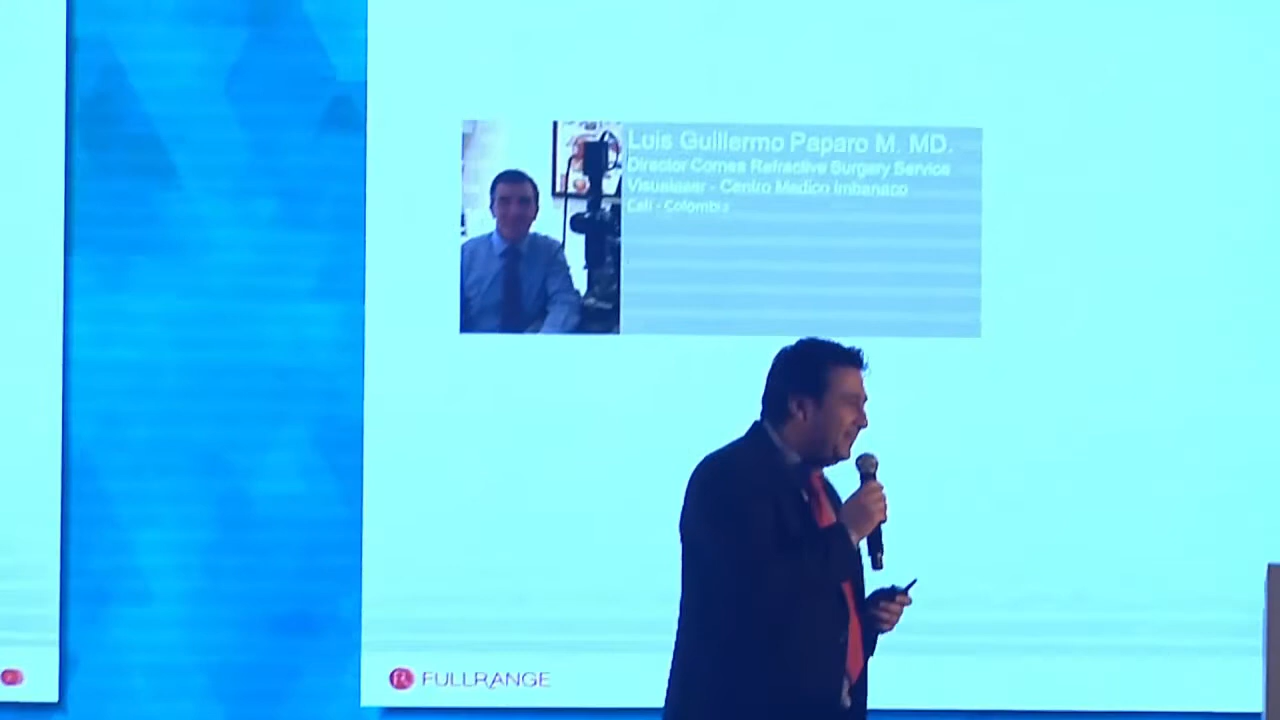 Luis Guillermo Paparo M. MD.
Director Cornea Refractive Surgery Service
Visualaser - Centro Medico Imbanaco
Cali - Colombia
FULLRANGE